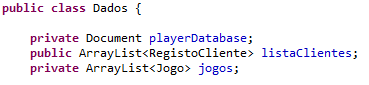 public class Dados {
private Document playerDatabase;
public ArrayList<RegistoCliente> listaClientes;
private ArrayList<Jogo> jogos;